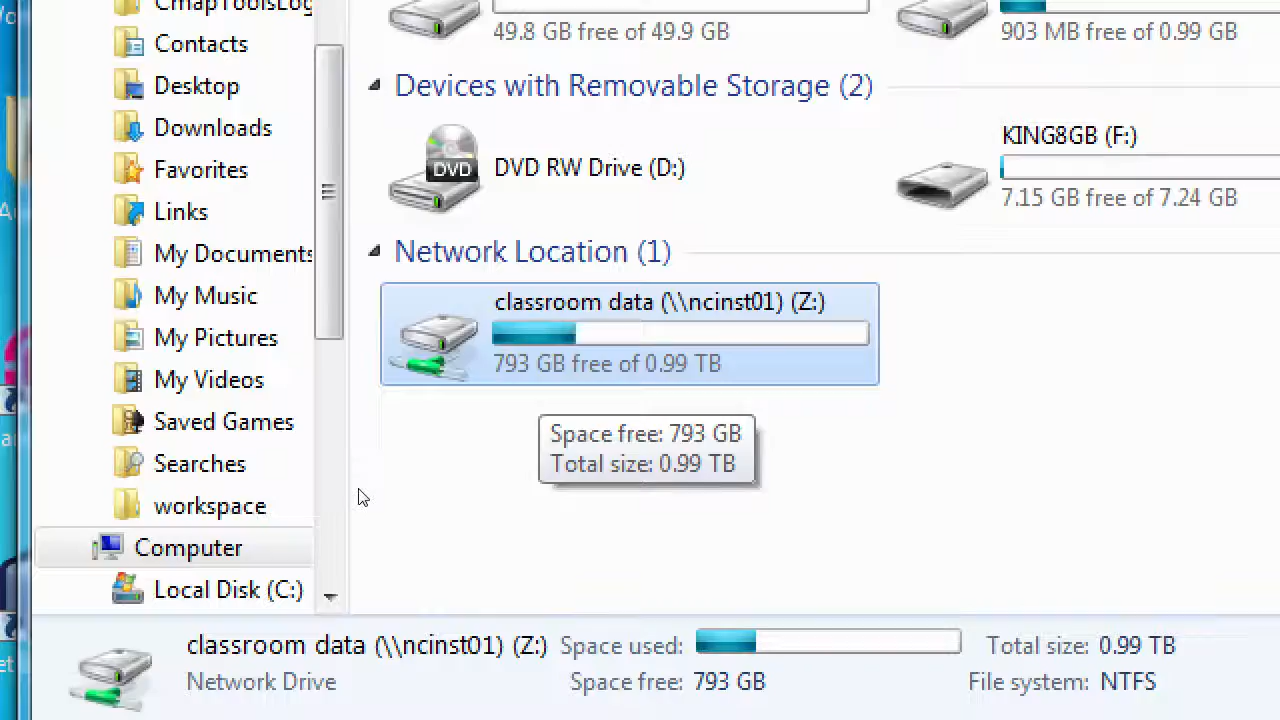 CmapToolsLog
Contacts
Desktop
Downloads
Favorites
Links
My Documents
My Music
My Pictures
My Videos
Saved Games
Searches
workspace
Computer
Local Disk (C:)
49.8 GB free of 49.9 GB
903 MB free of 0.99 GB
Devices with Removable Storage (2)
DVD
DVD RW Drive (D:)
KING8GB (F:)
7.15 GB free of 7.24 GB
Network Location (1)
classroom data (\\ncinst01) (Z:)
793 GB free of 0.99 TB
Space free: 793 GB
Total size: 0.99 TB
classroom data (\\ncinst01) (Z:) Space used: Total size: 0.99 TB
Network Drive Space free: 793 GB File system: NTFS